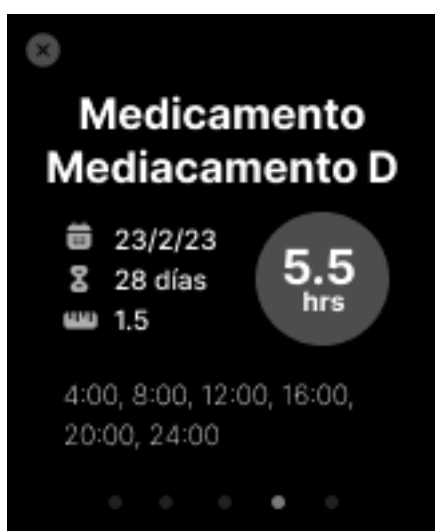 Medicamento
Mediacamento D
23/2/23
28 días
1.5
5.5
hrs
4:00, 8:00, 12:00, 16:00,
20:00, 24:00